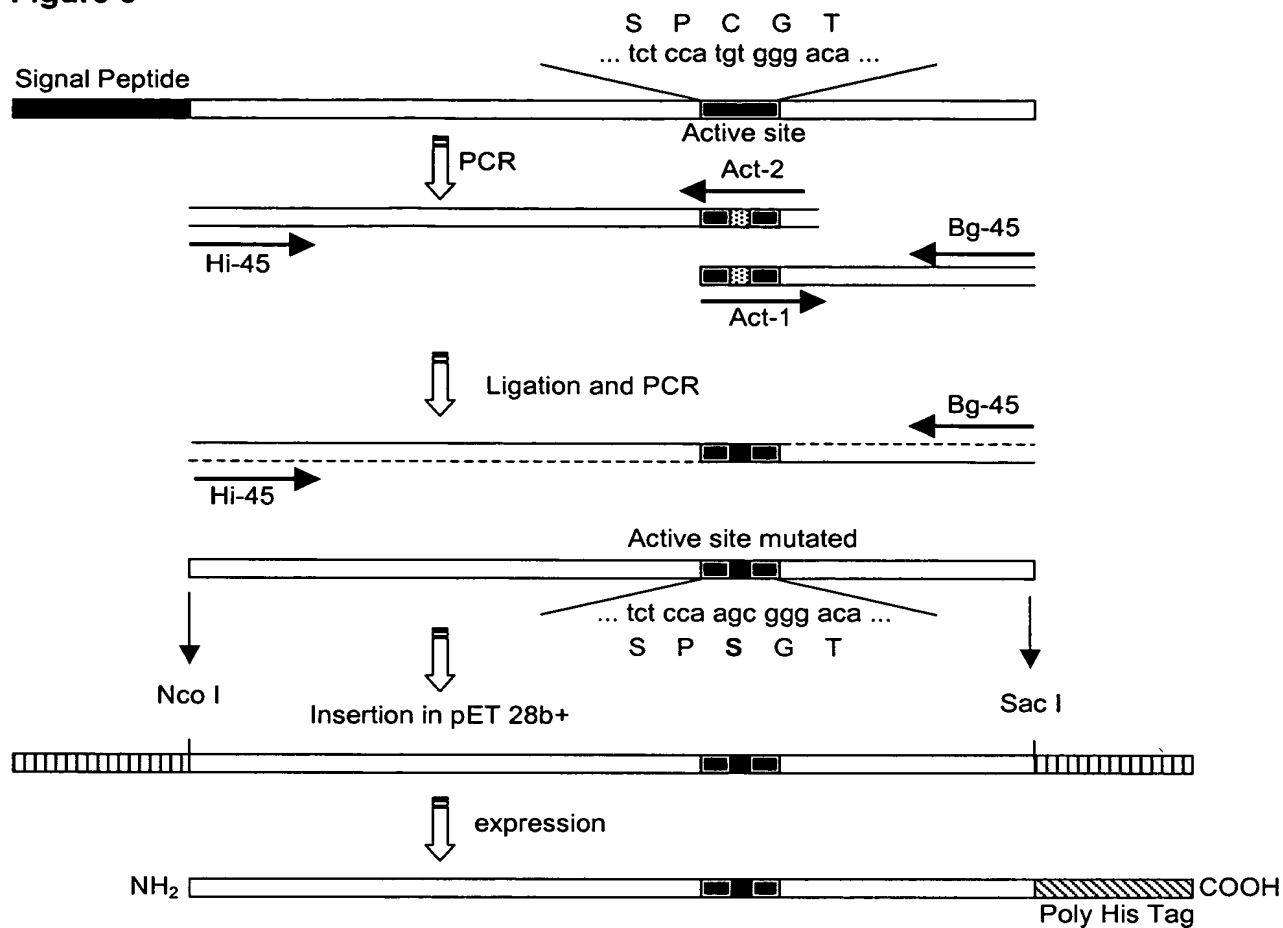 S P C G T
... tct cca tgt ggg aca ...
Signal Peptide
Active site
PCR
Act-2
Hi-45
Bg-45
Act-1
Ligation and PCR
Bg-45
Hi-45
Active site mutated
... tct cca agc ggg aca ...
S P S G T
Nco I
Insertion in pET 28b+
Sac I
expression
NH₂
COOH
Poly His Tag